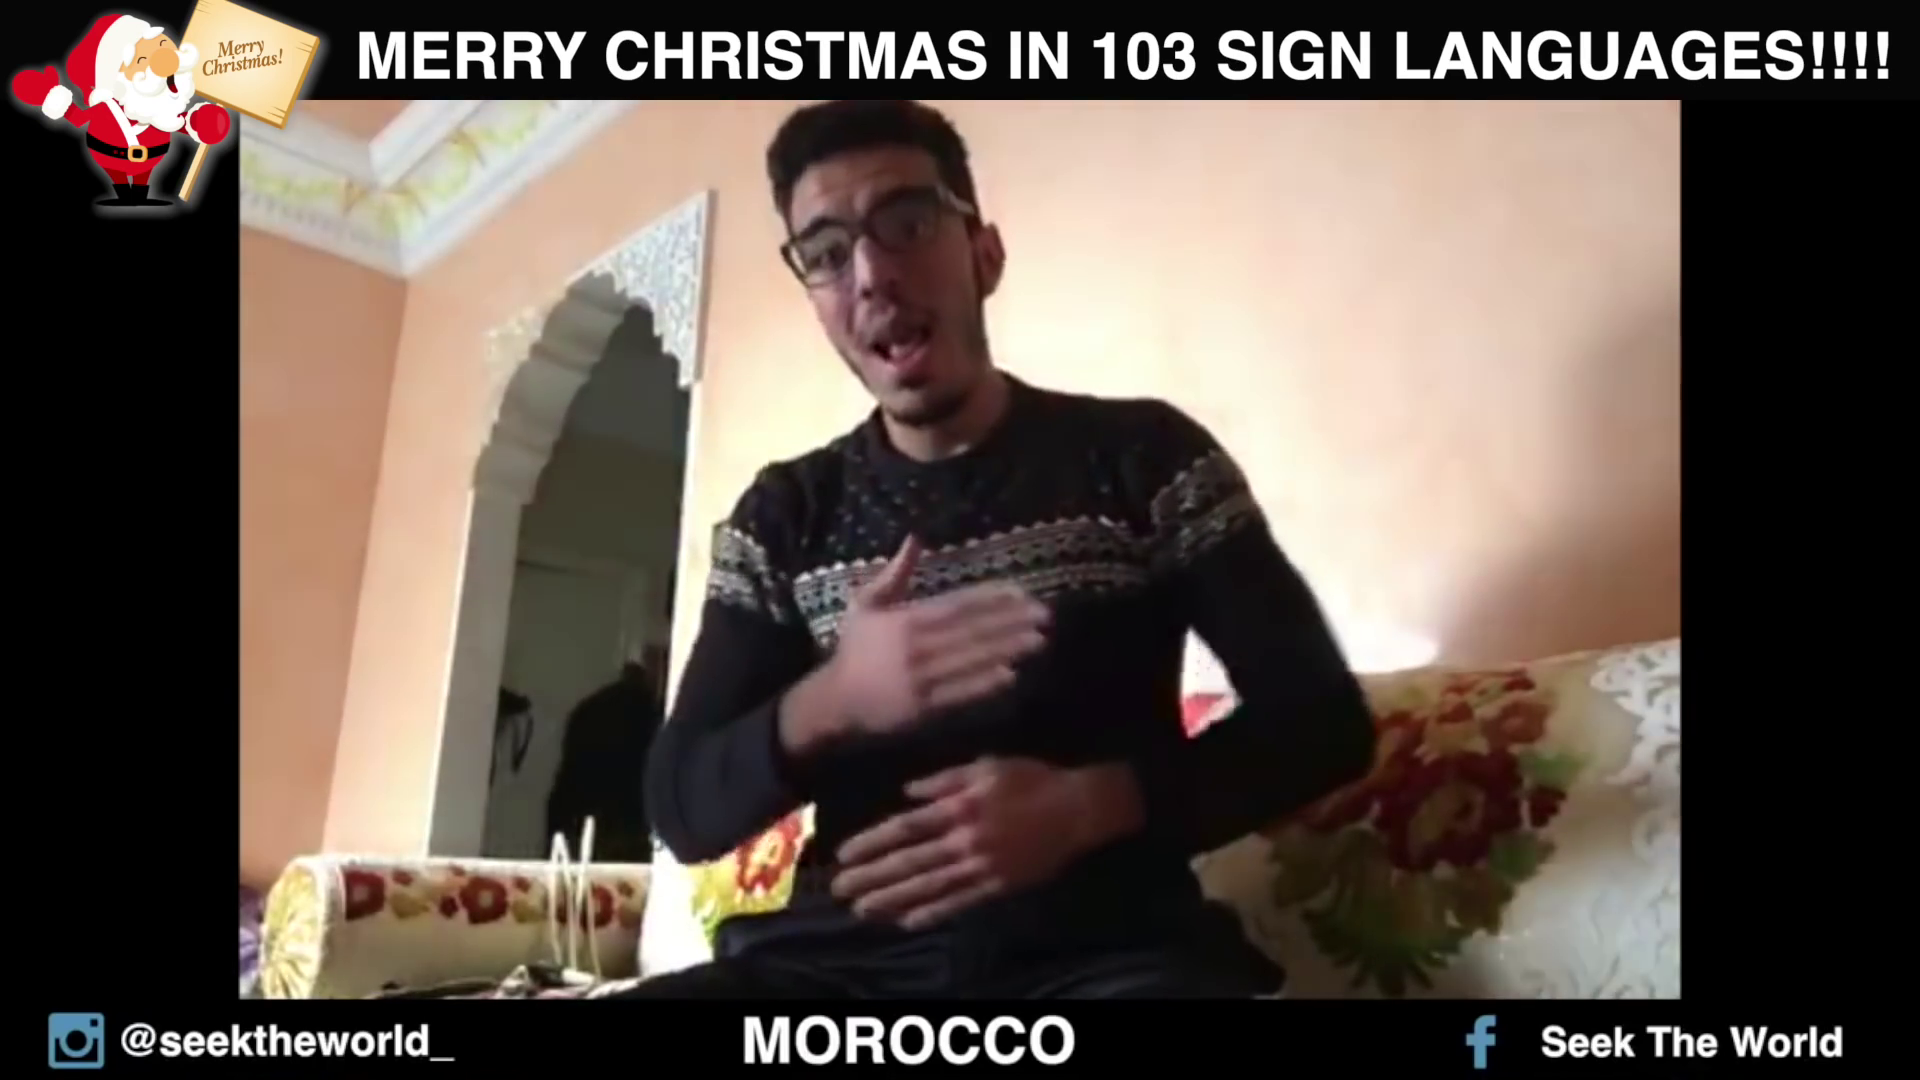 Merry
Christmas!
MERRY CHRISTMAS IN 103 SIGN LANGUAGES!!!!
@seektheworld_
MOROCCO
Seek The World